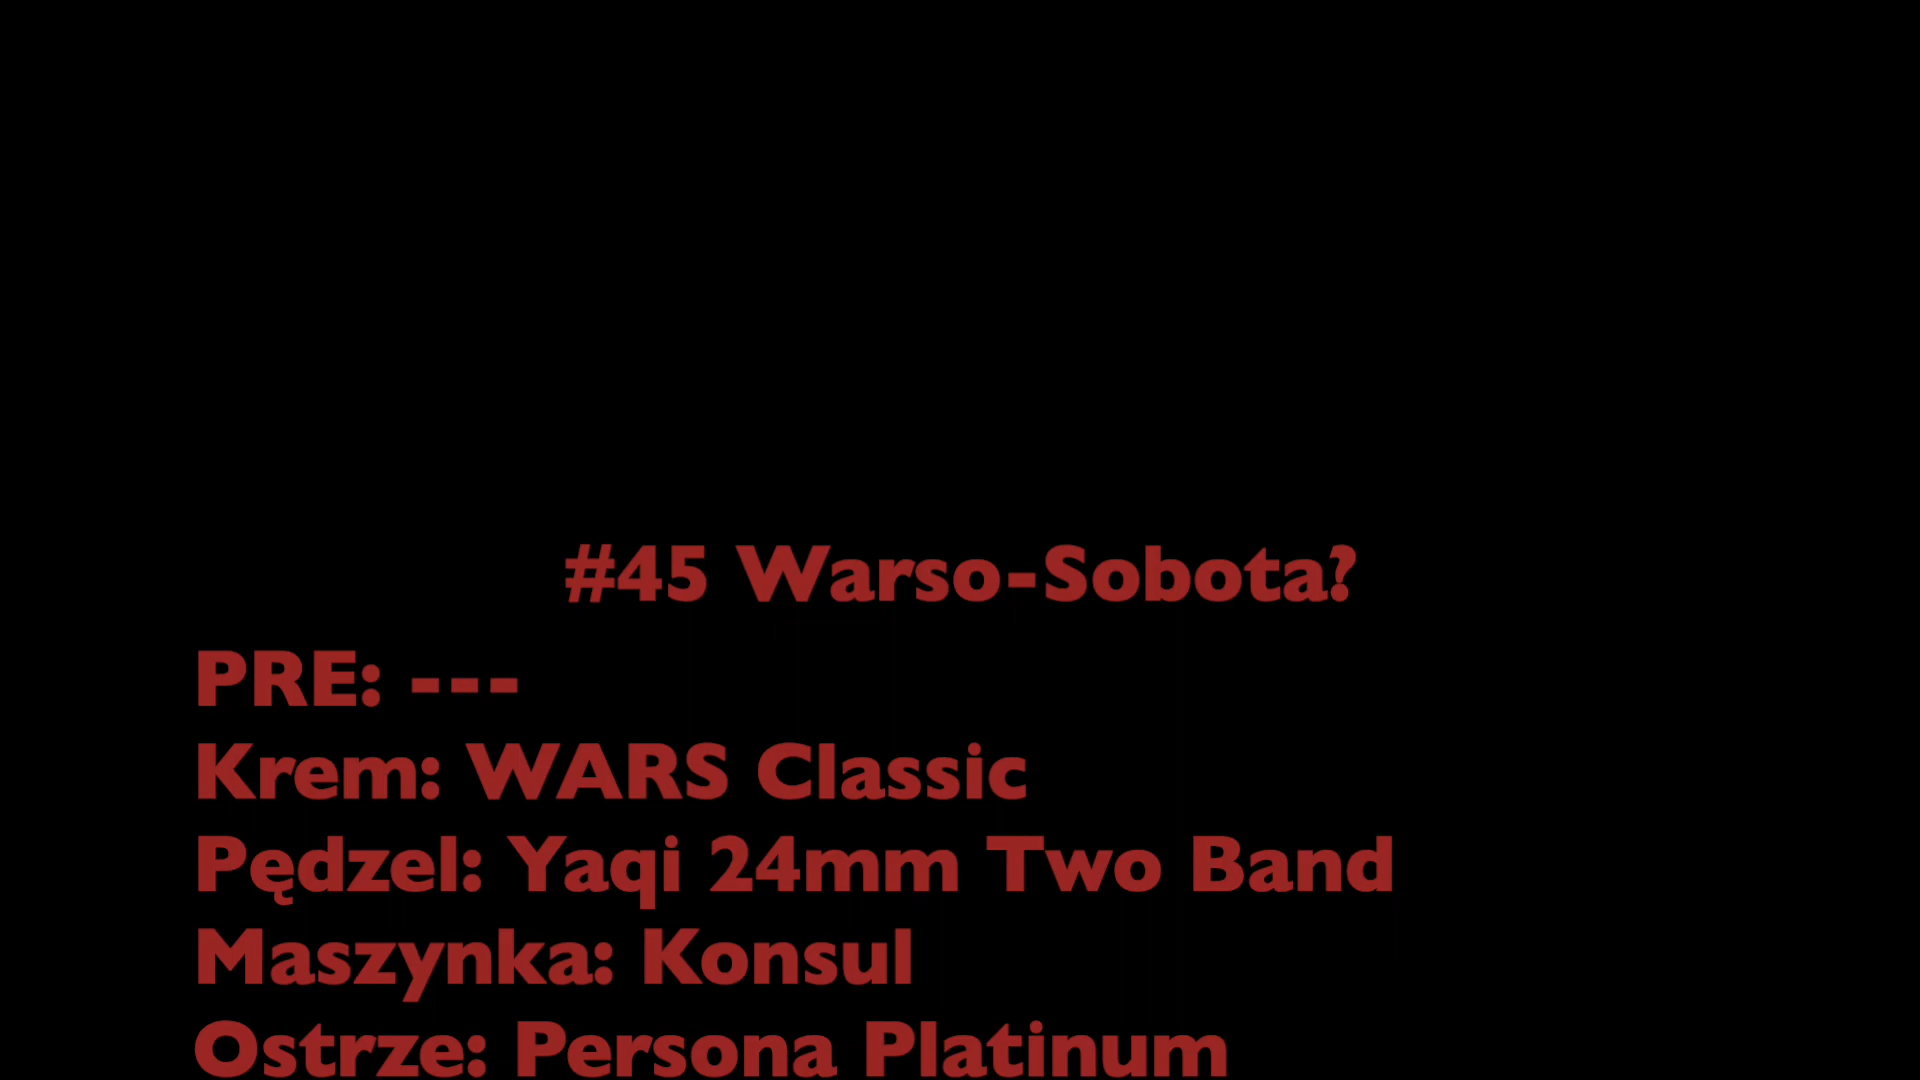 #45 Warso-Sobota?
PRE: ---
Krem: WARS Classic
Pędzel: Yaqi 24mm Two Band
Maszynka: Konsul
Ostrze: Persona Platinum